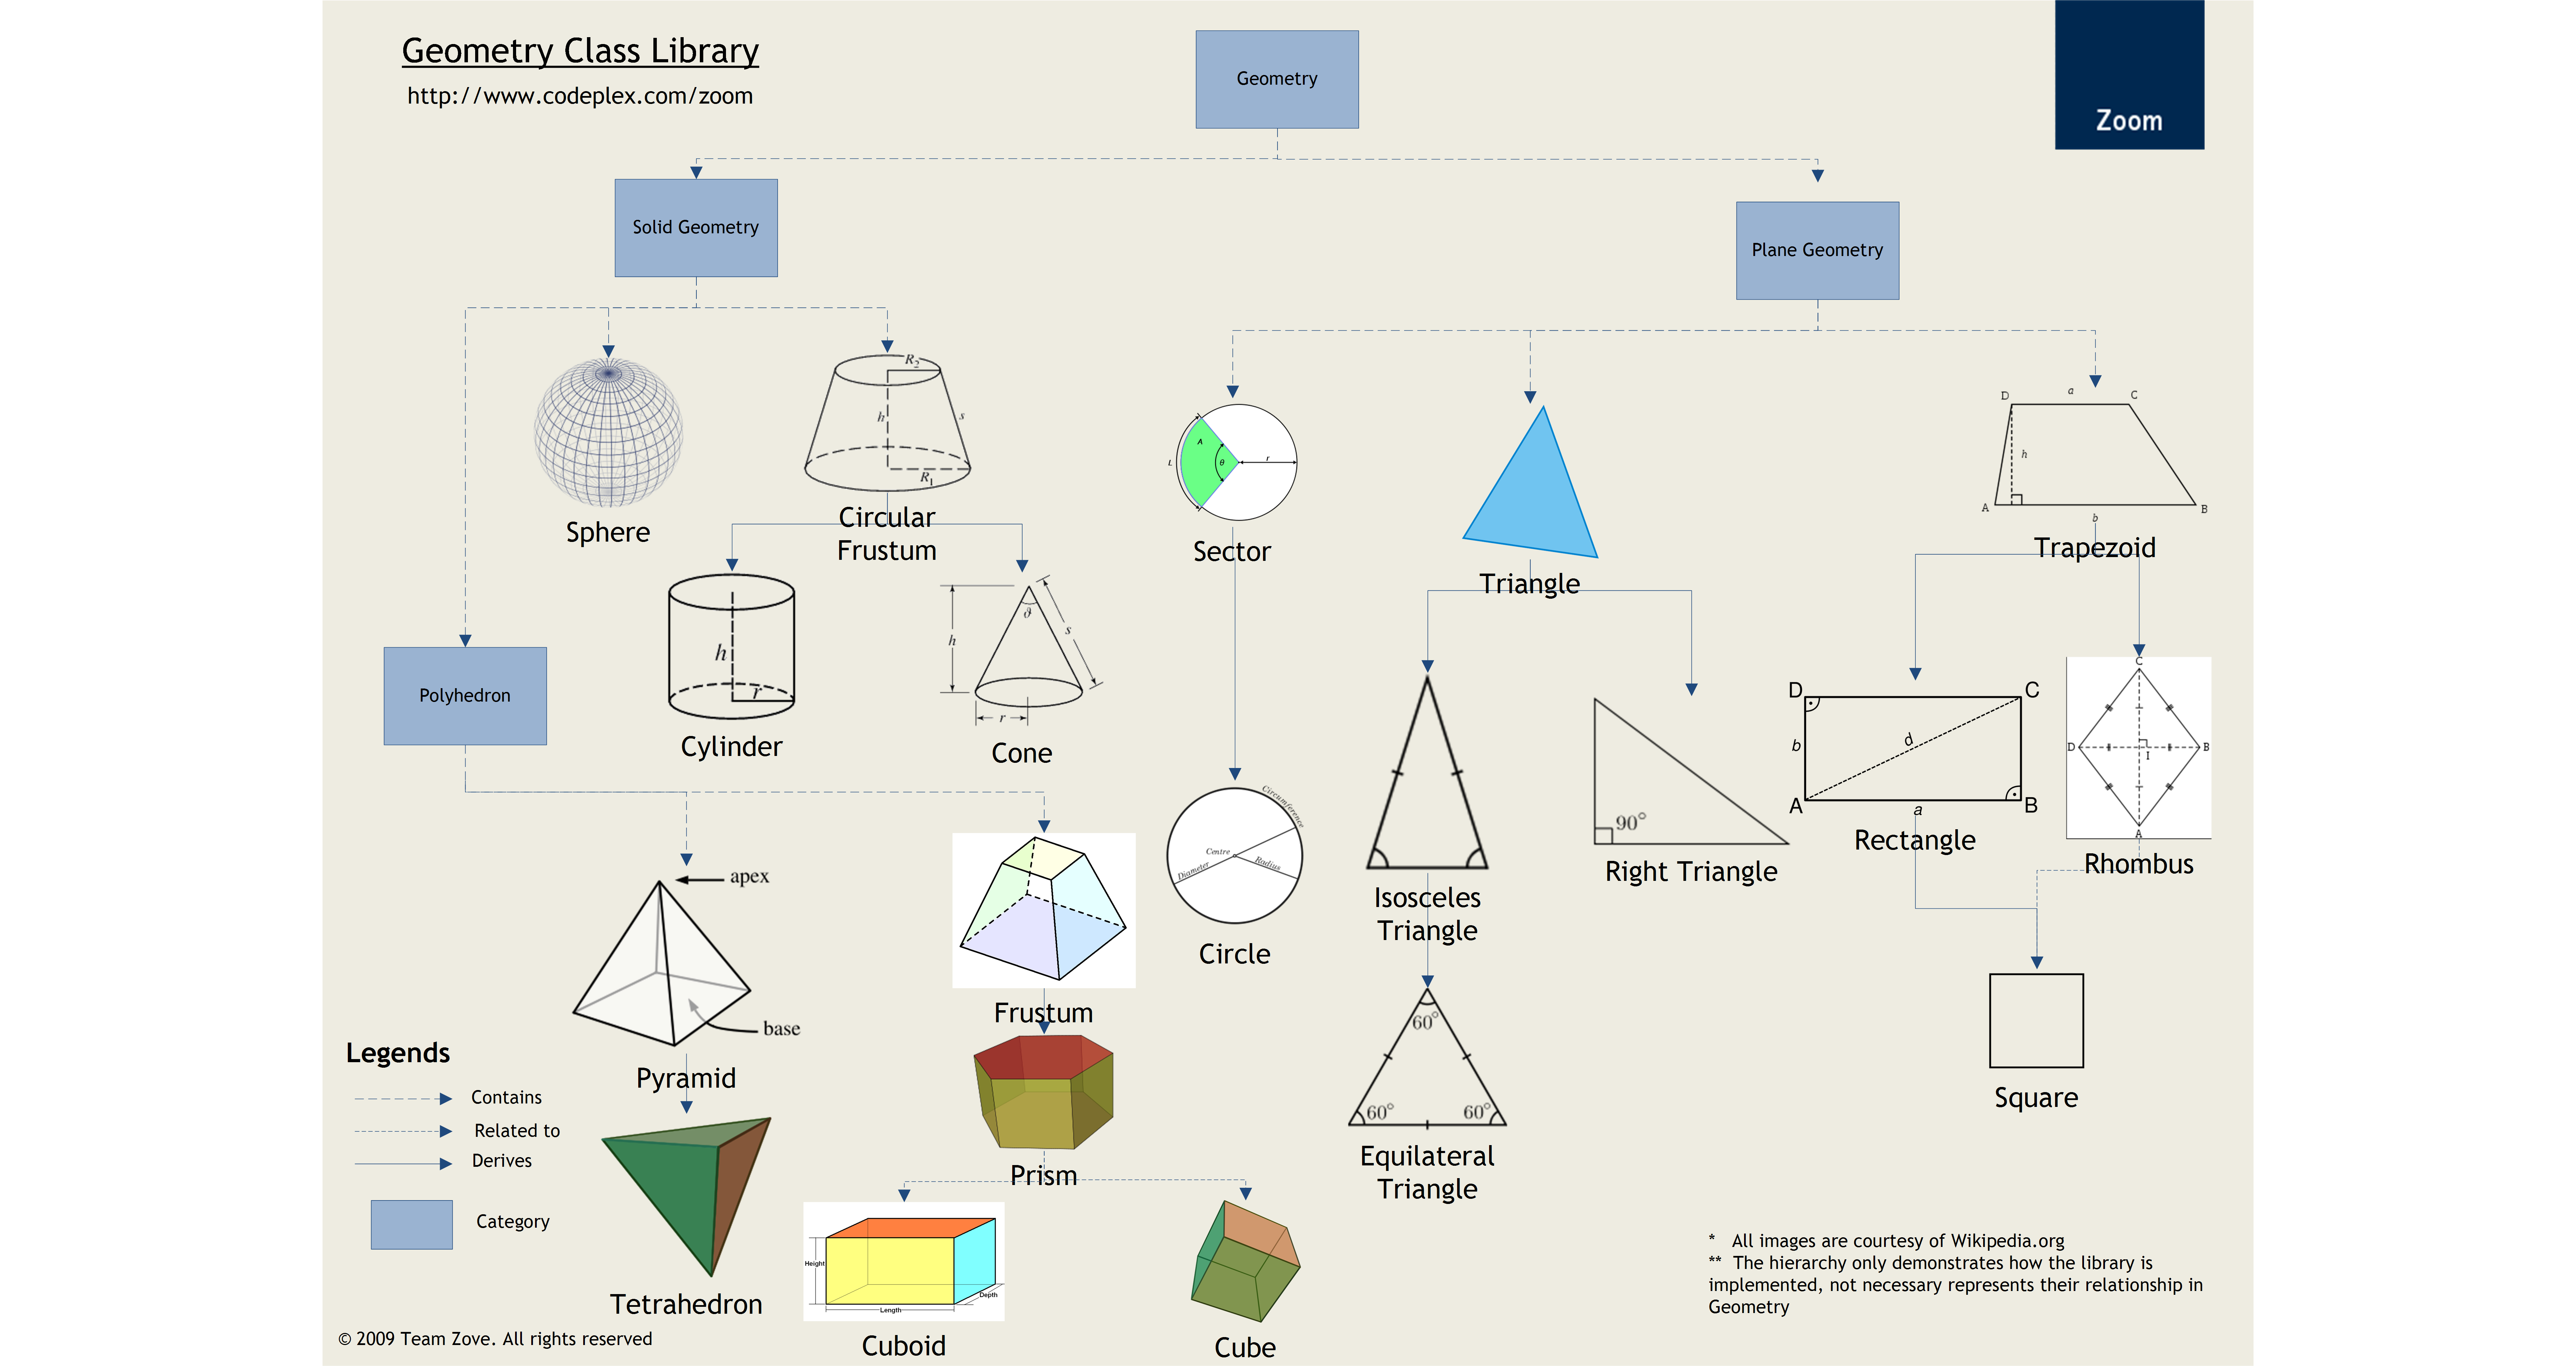 Geometry Class Library
http://www.codeplex.com/zoom
Geometry
Zoom
Solid Geometry
Plane Geometry
R2
h
s
R1
Sphere
Circular
Frustum
L
A
θ
r
Sector
Triangle
D
a
C
h
A
b
B
Trapezoid
Polyhedron
h
r
Cylinder
h
ϑ
s
r
Cone
Circumference
Centre
Diameter
Radius
Circle
Isosceles
Triangle
90°
Right Triangle
D
C
b
d
A
a
B
Rectangle
C
D
B
I
A
Rhombus
apex
base
Pyramid
Frustum
Prism
60°
60°
60°
Equilateral
Triangle
Square
Legends
Contains
Related to
Derives
Category
Tetrahedron
Height
Length
Depth
Cuboid
Cube
* All images are courtesy of Wikipedia.org
** The hierarchy only demonstrates how the library is
implemented, not necessary represents their relationship in
Geometry
© 2009 Team Zove. All rights reserved